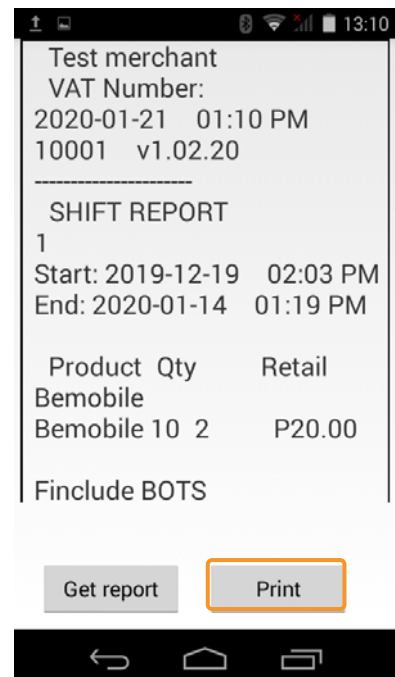 13:10
Test merchant
VAT Number:
2020-01-21 01:10 PM
10001 v1.02.20
----------------------
SHIFT REPORT
1
Start: 2019-12-19 02:03 PM
End: 2020-01-14 01:19 PM
Product Qty Retail
Bemobile
Bemobile 10 2 P20.00
Finclude BOTS
Get report Print